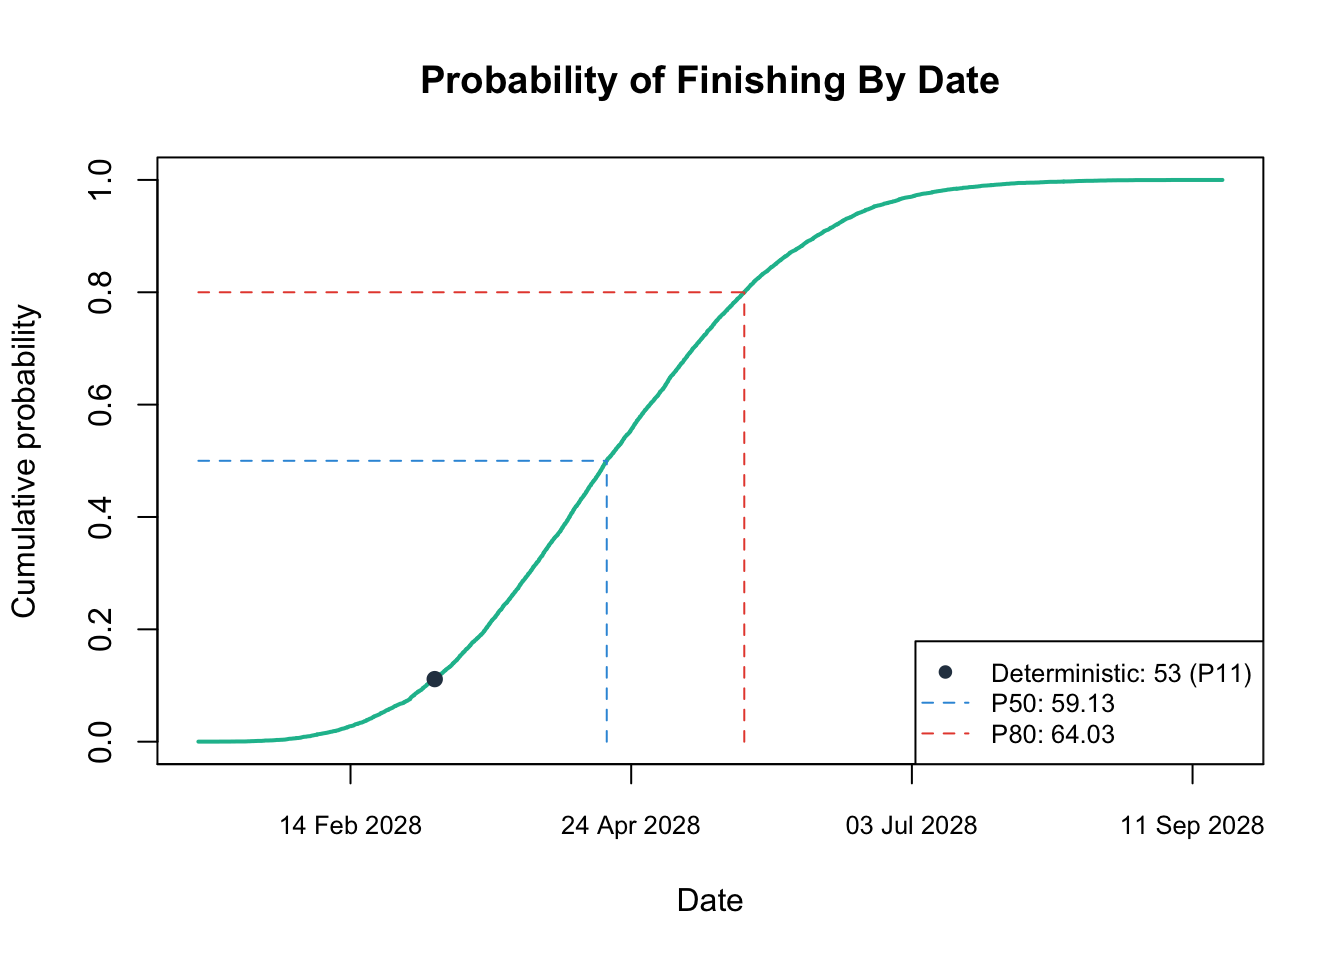 Probability of Finishing By Date
Cumulative probability
1.0
0.8
0.6
0.4
0.2
0.0
Deterministic: 53 (P11)
P50: 59.13
P80: 64.03
14 Feb 2028
24 Apr 2028
03 Jul 2028
11 Sep 2028
Date